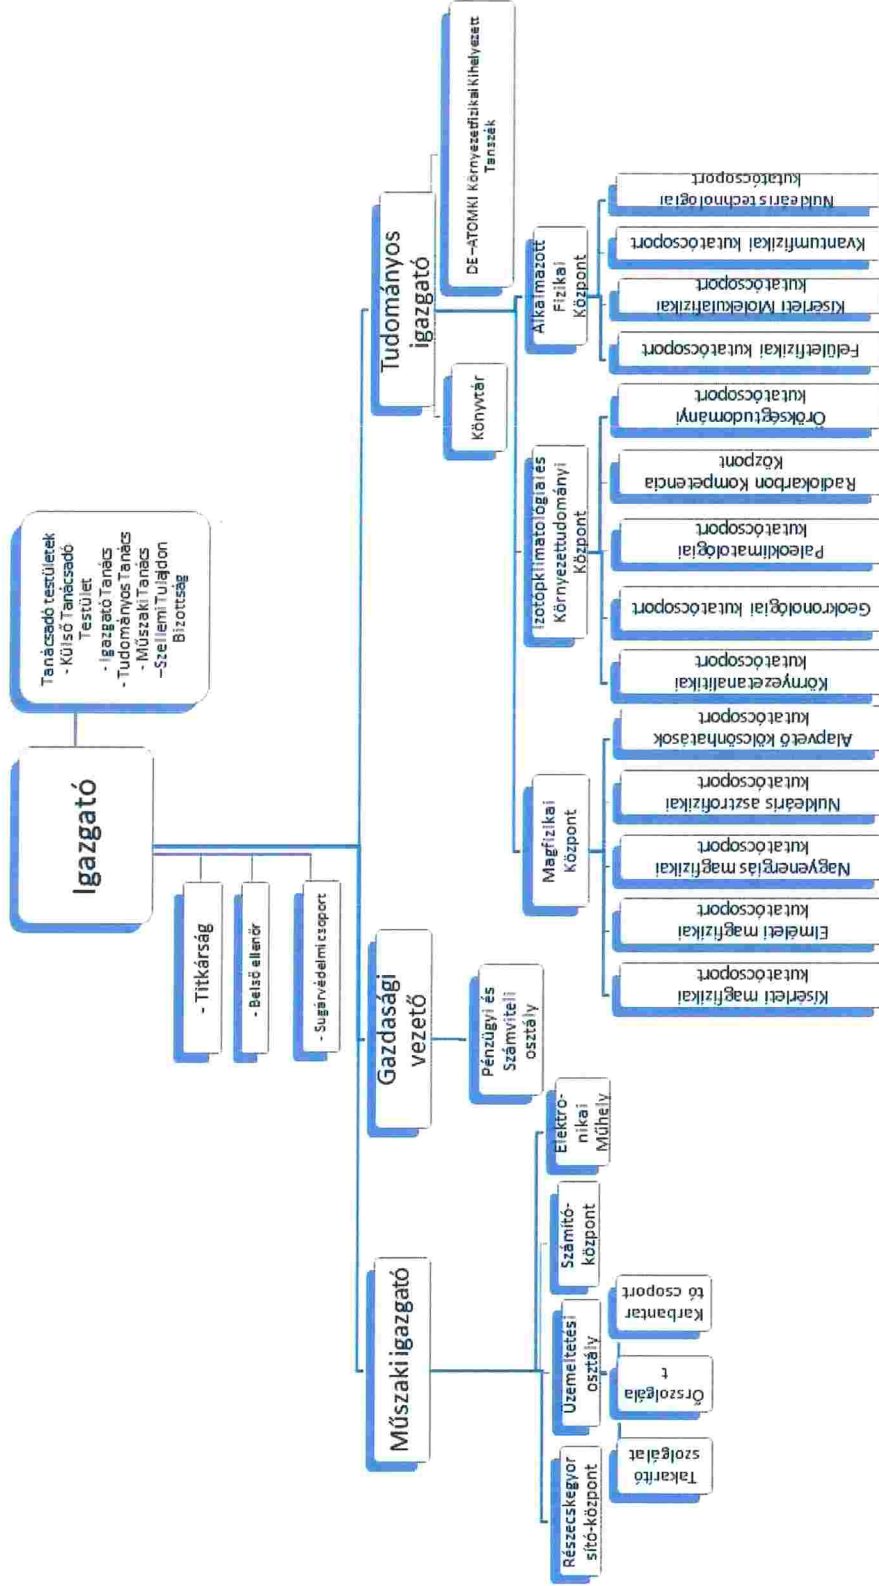 Igazgató
Tanácsadó testületek
- Külső Tanácsadó
Testület
- Igazgató Tanács
- Tudományos Tanács
- Műszaki Tanács
–Szellemi Tulajdon
Bizottság
- Titkárság
- Belső ellenőr
- Sugárvédelmi csoport
Műszaki igazgató
Gazdasági
vezető
Tudományos
igazgató
Részecskegyor
sító-központ
Üzemeltetési
osztály
Számító-
központ
Elektro-
nikai
Műhely
Takarító
szolgálat
Őrszolgála
t
Karbantar
tó csoport
Pénzügyi és
Számviteli
osztály
Könyvtár
DE–ATOMKI Környezetfizikai Kihelyezett
Tanszék
Magfizikai
Központ
Izotópklimatológiai és
Környezettudományi
Központ
Alkalmazott
Fizikai
Központ
Kísérleti magfizikai
kutatócsoport
Elméleti magfizikai
kutatócsoport
Nagyenergiás magfizikai
kutatócsoport
Nukleáris asztrofizikai
kutatócsoport
Alapvető kölcsönhatások
kutatócsoport
Környezetanalitikai
kutatócsoport
Geokronológiai kutatócsoport
Paleoklimatológiai
kutatócsoport
Radiokarbon Kompetencia
Központ
Örökségtudományi
kutatócsoport
Felületfizikai kutatócsoport
Kísérleti Molekulafizikai
kutatócsoport
Kvantumfizikai kutatócsoport
Nukleáris technológiai
kutatócsoport